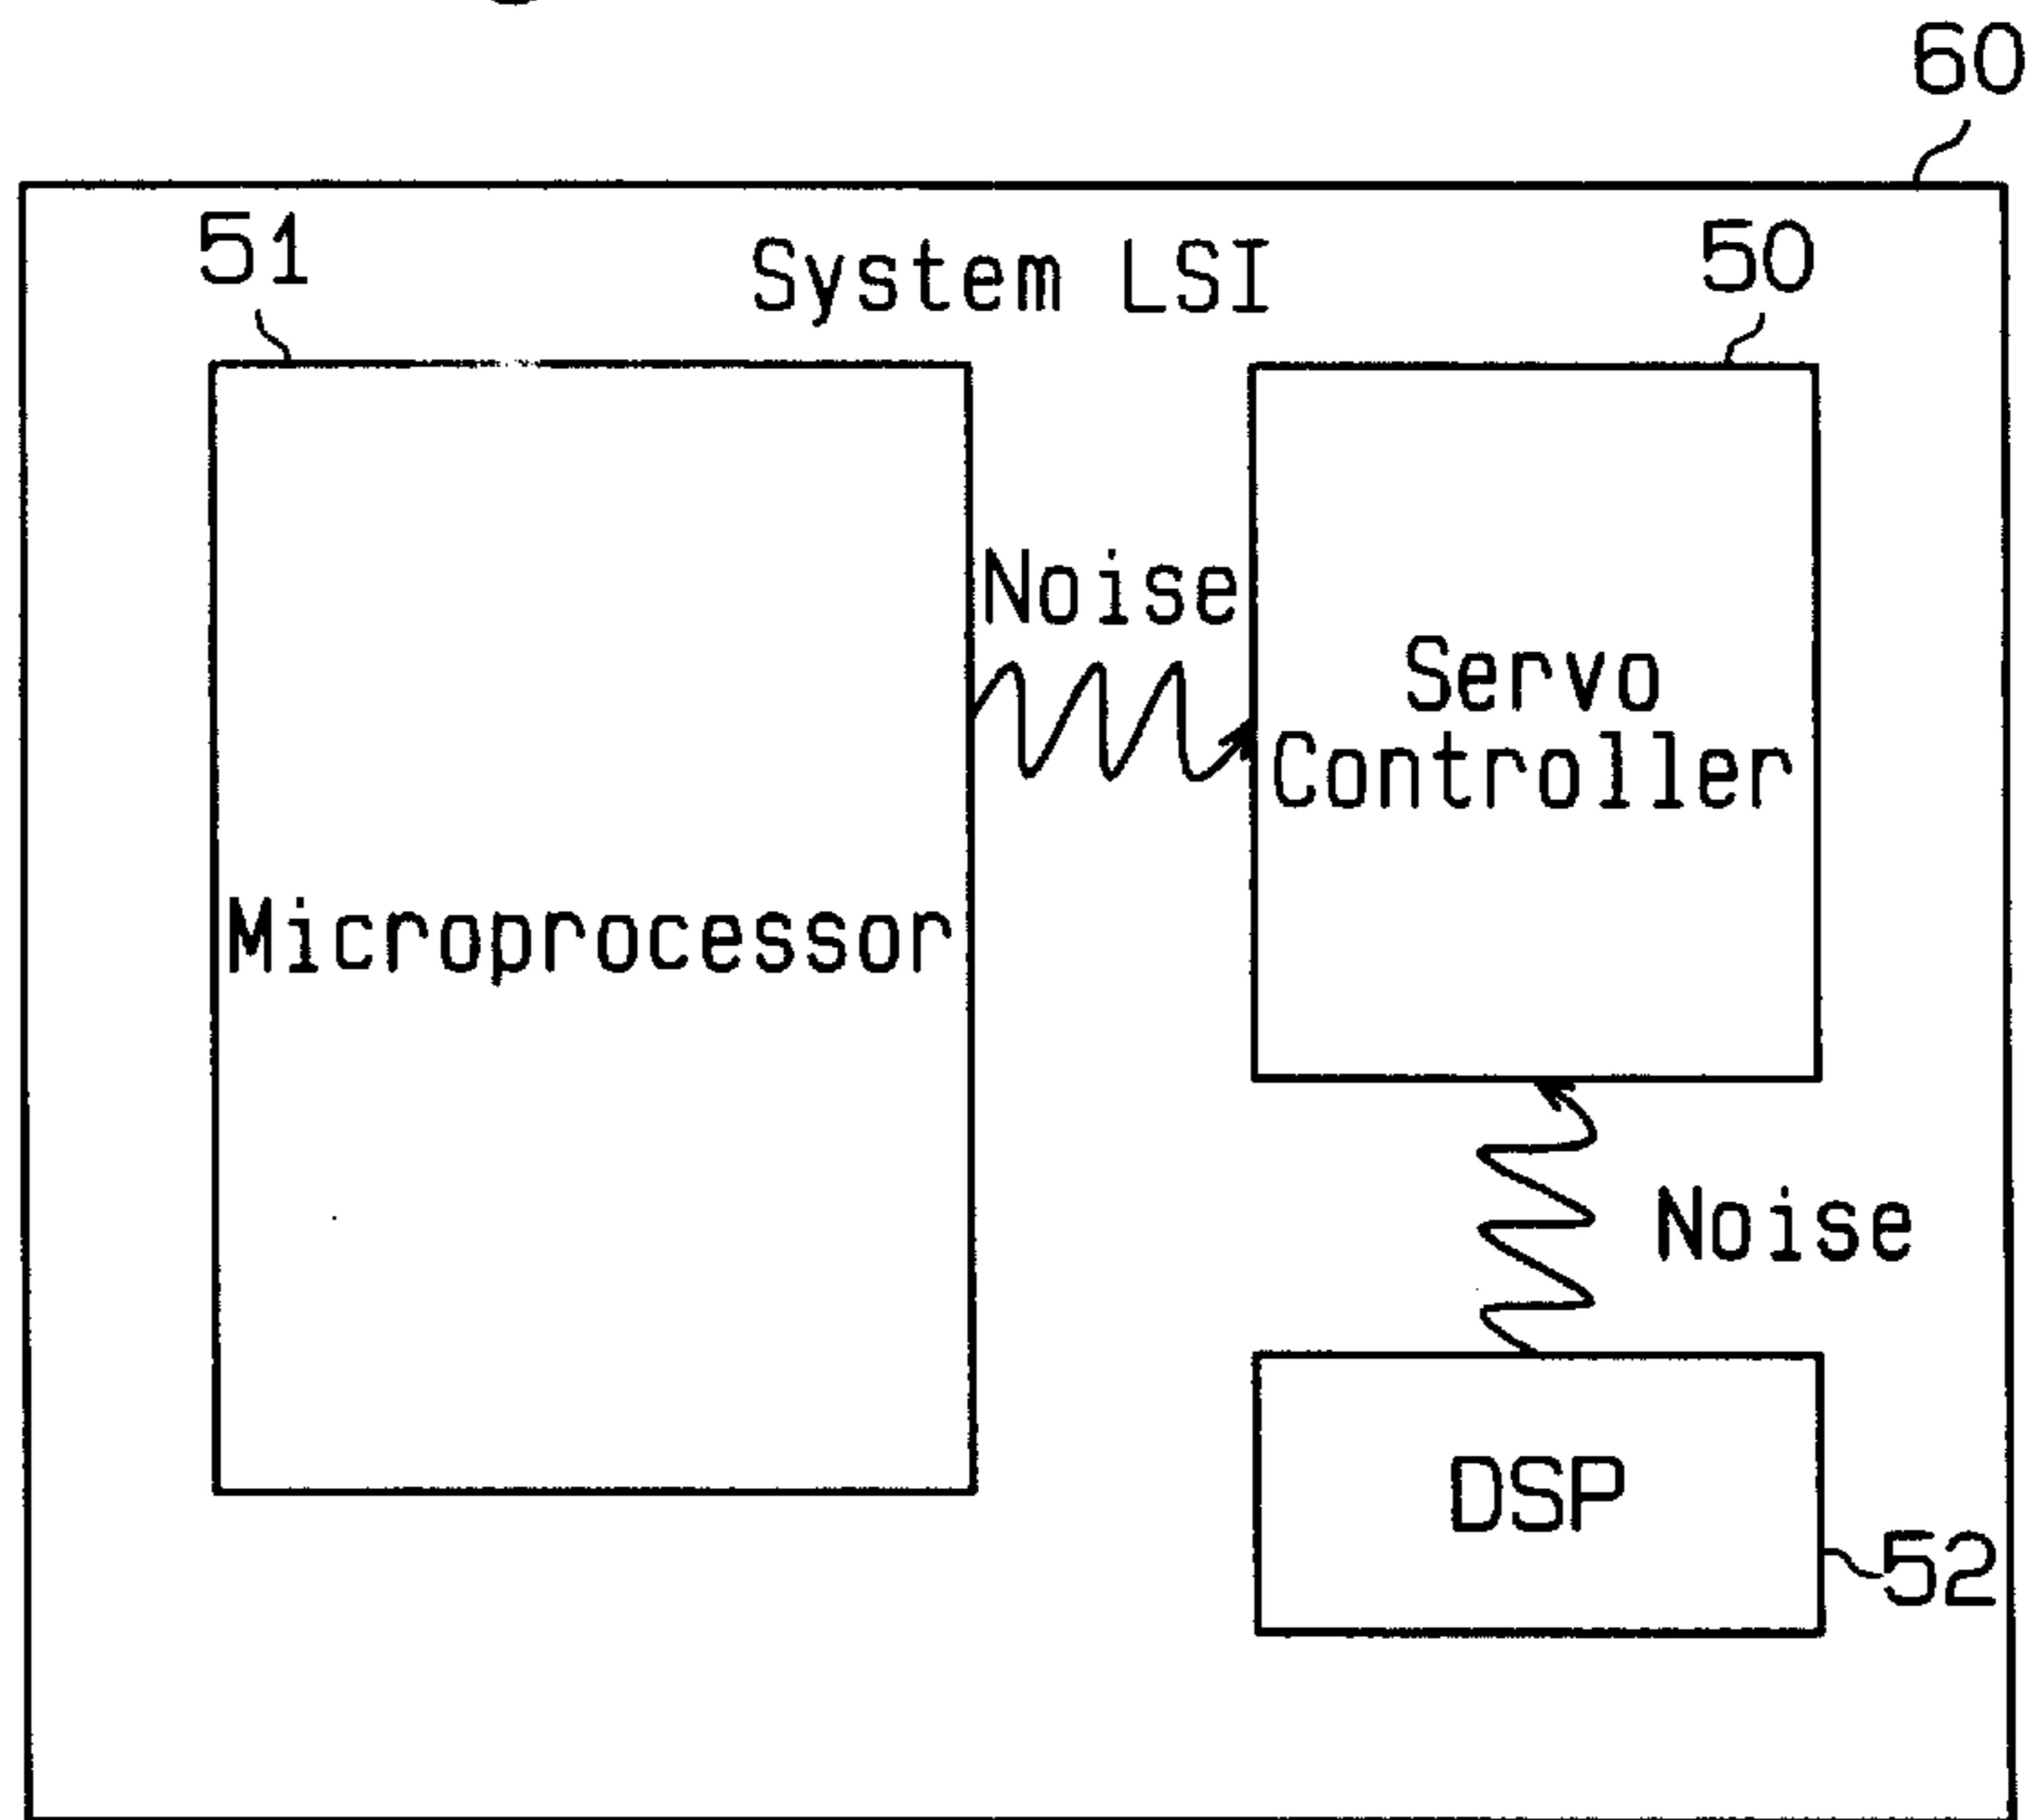 60
51
System LSI
50
Noise
Servo
Controller
Microprocessor
Noise
DSP
52